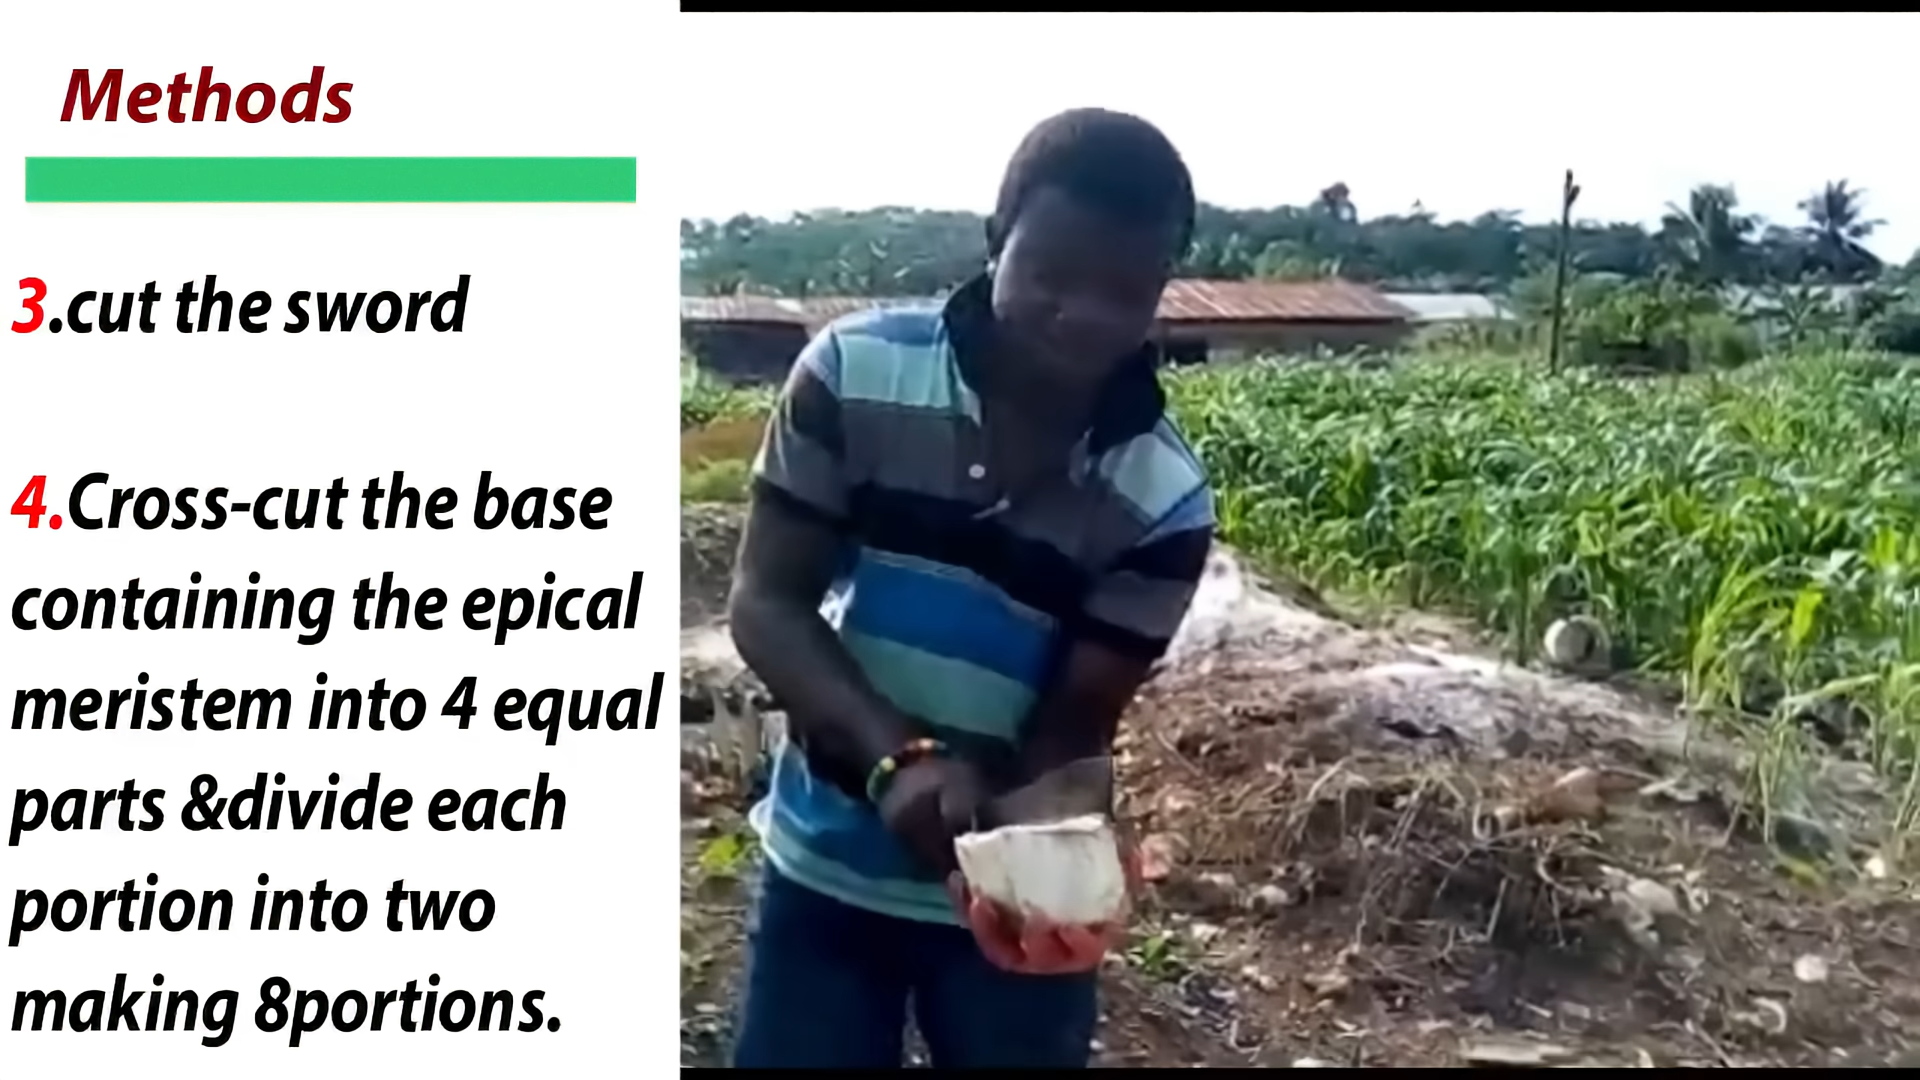 Methods
3.cut the sword
4.Cross-cut the base
containing the epical
meristem into 4 equal
parts &divide each
portion into two
making 8portions.